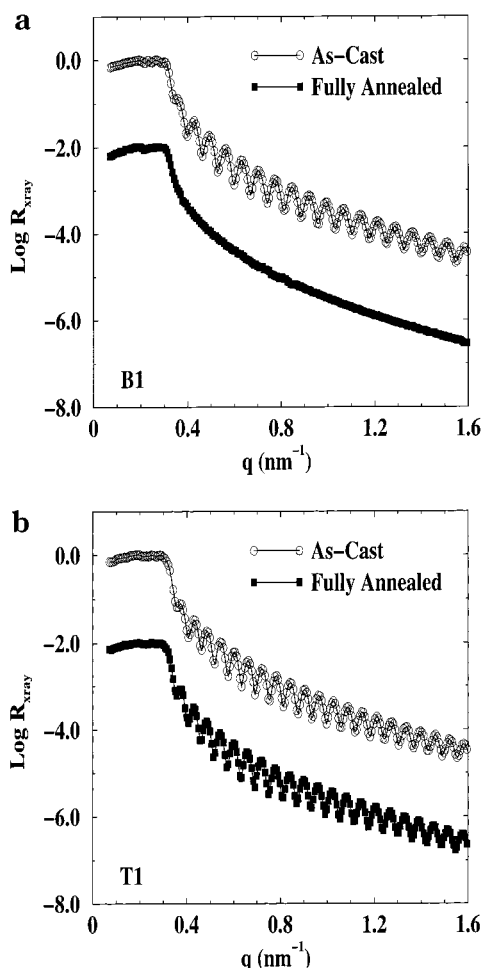 a
As-Cast
Fully Annealed
0.0
-2.0
-4.0
-6.0
-8.0
Log R_xray
B1
0 0.4 0.8 1.2 1.6
q (nm⁻¹)
b
As-Cast
Fully Annealed
0.0
-2.0
-4.0
-6.0
-8.0
Log R_xray
T1
0 0.4 0.8 1.2 1.6
q (nm⁻¹)